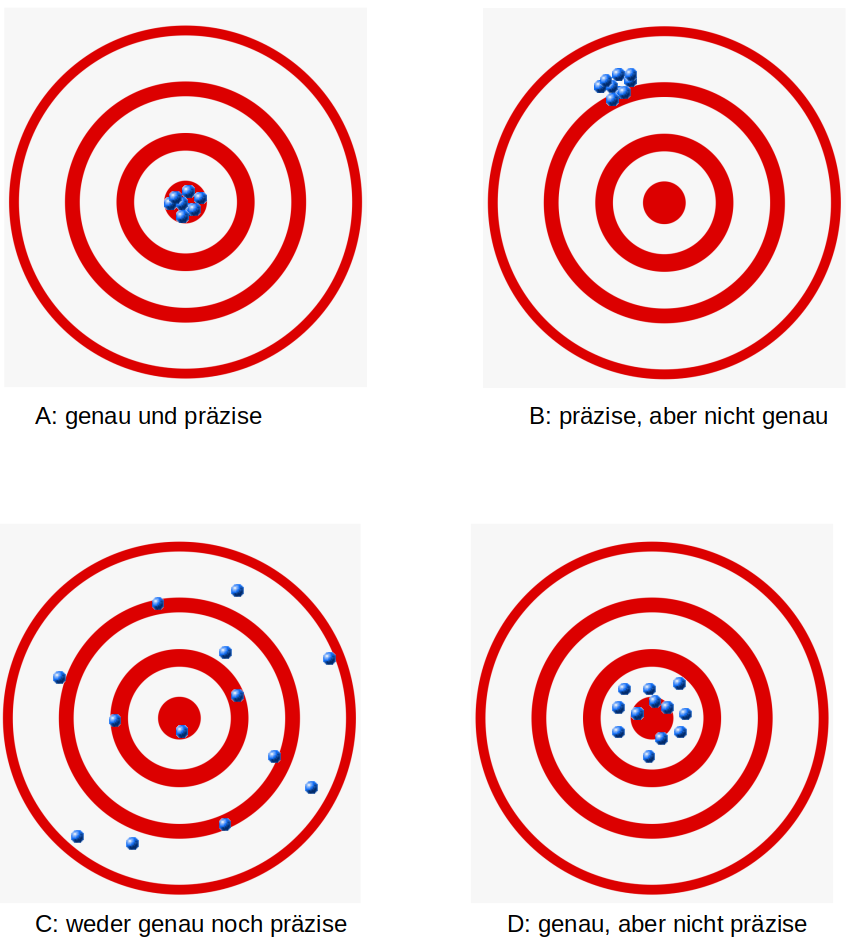 A: genau und präzise
B: präzise, aber nicht genau
C: weder genau noch präzise
D: genau, aber nicht präzise